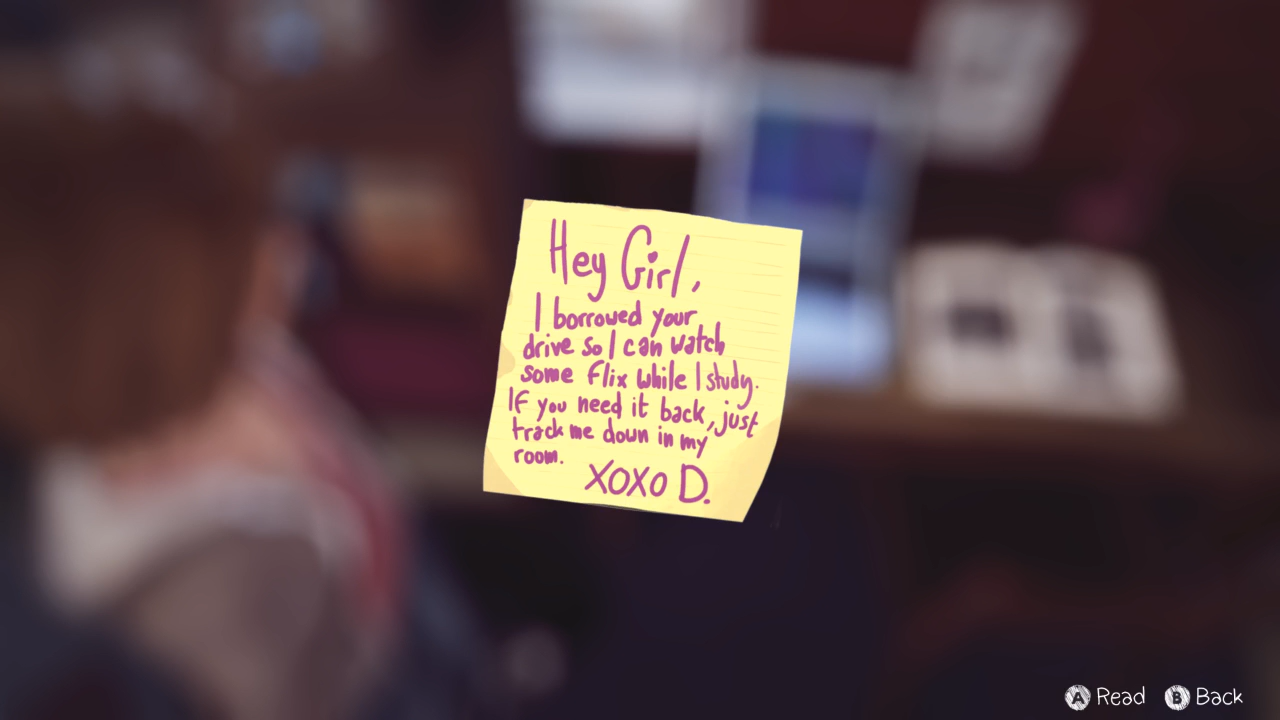 Hey Girl,
I borrowed your
drive so I can watch
some Flix while I study.
If you need it back, just
track me down in my
room.
XOXO D.
A Read B Back